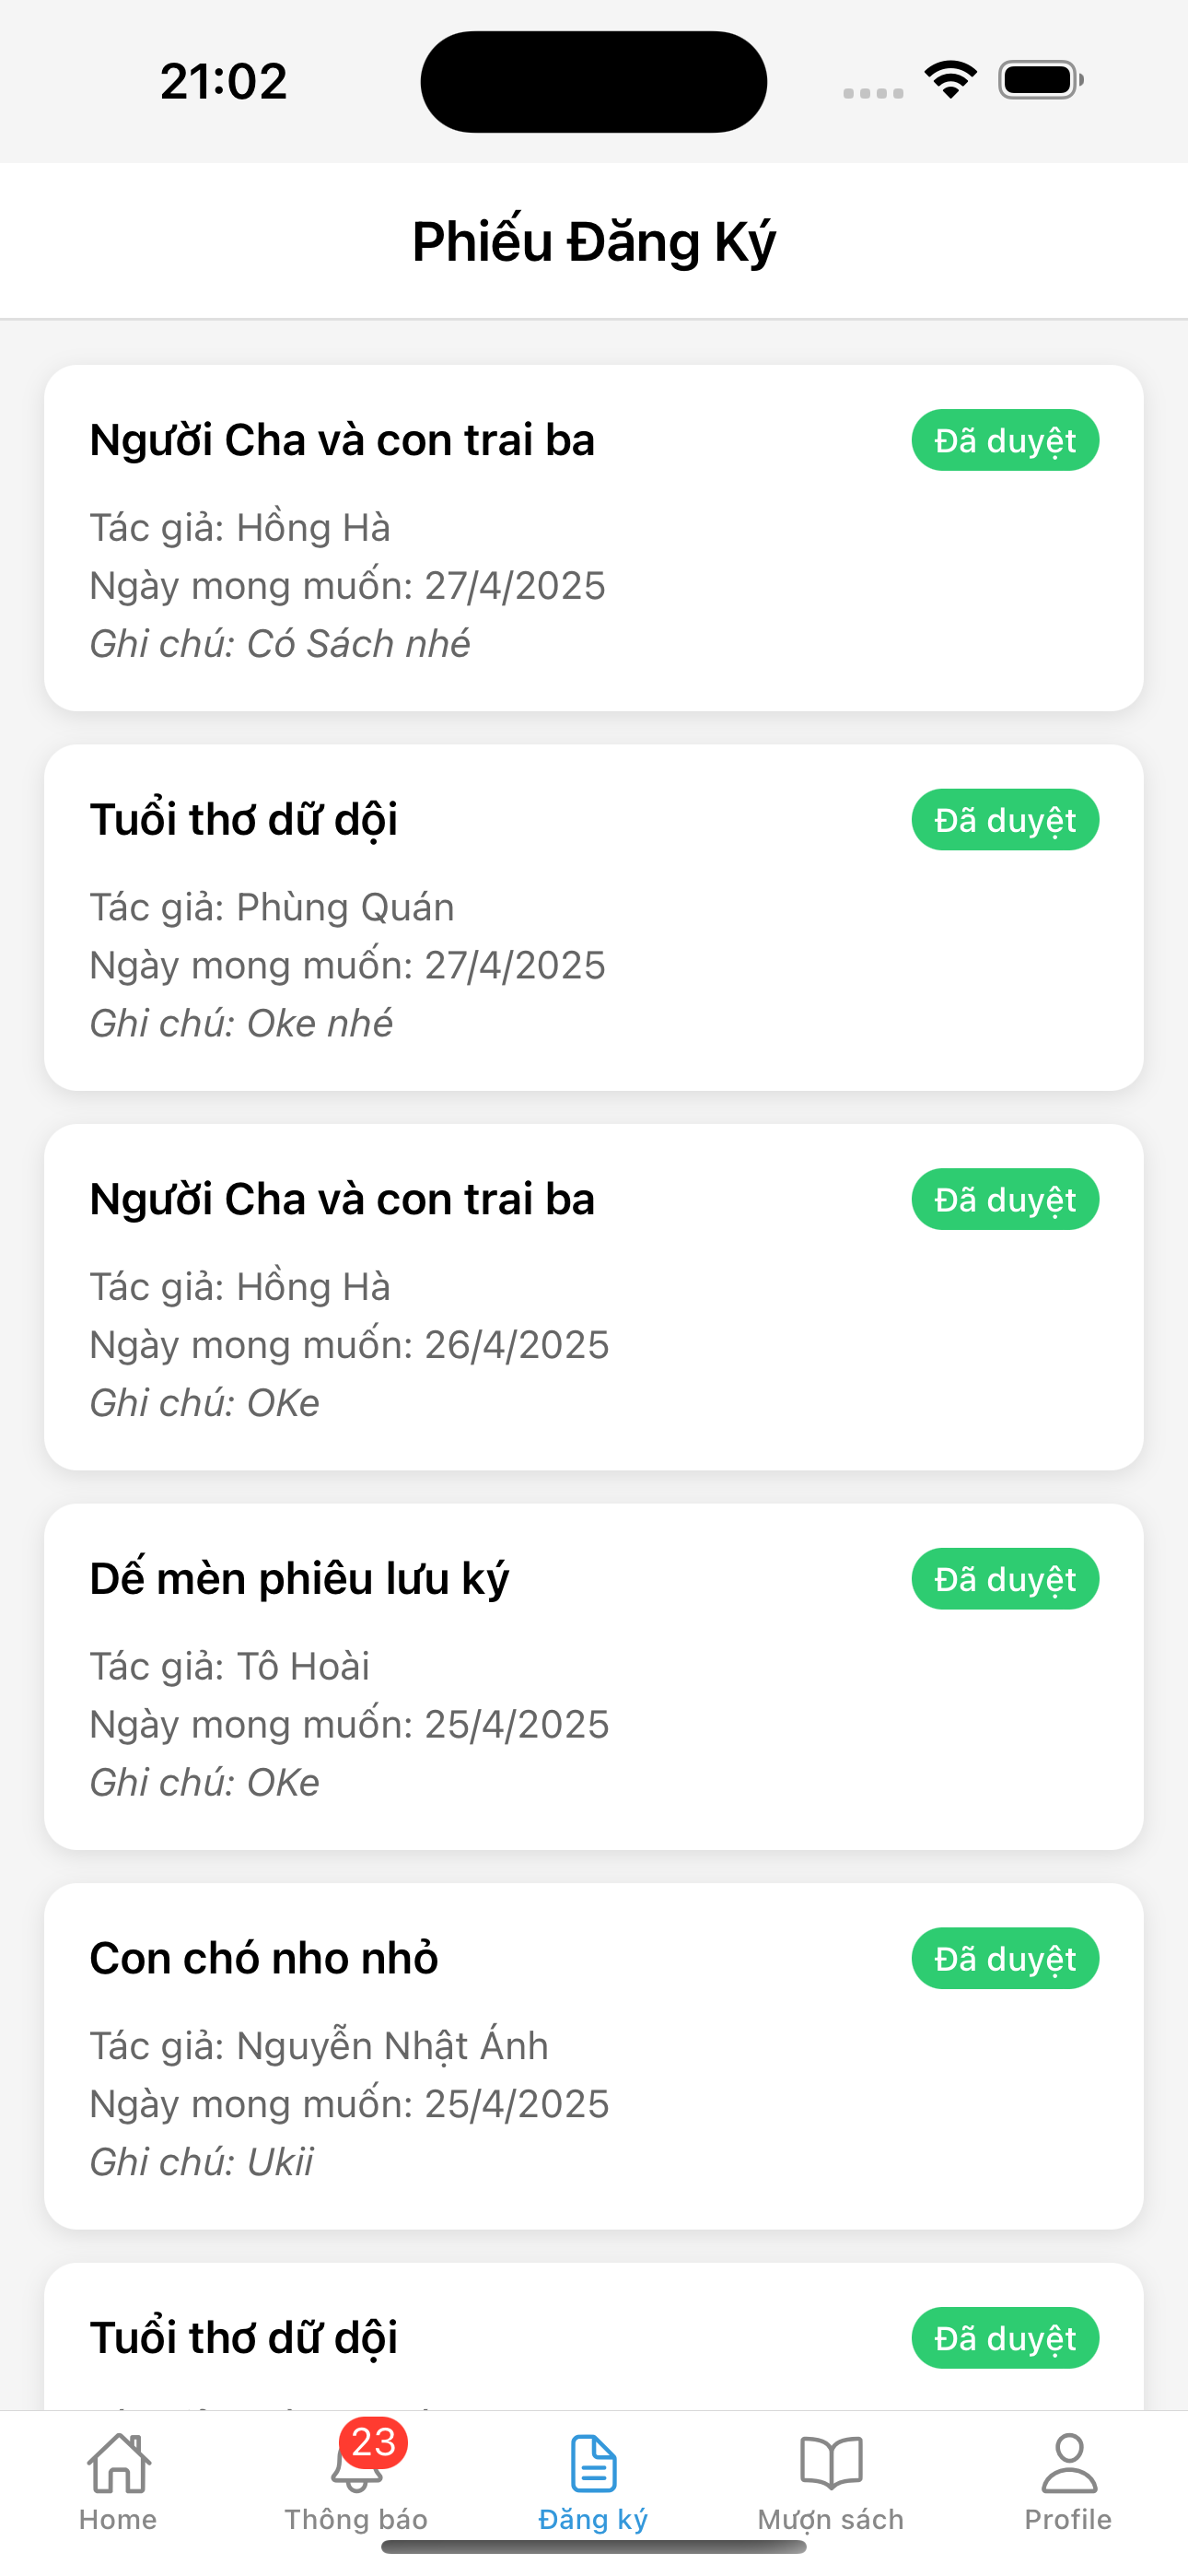 21:02
Phiếu Đăng Ký
Người Cha và con trai ba
Đã duyệt
Tác giả: Hồng Hà
Ngày mong muốn: 27/4/2025
Ghi chú: Có Sách nhé
Tuổi thơ dữ dội
Đã duyệt
Tác giả: Phùng Quán
Ngày mong muốn: 27/4/2025
Ghi chú: Oke nhé
Người Cha và con trai ba
Đã duyệt
Tác giả: Hồng Hà
Ngày mong muốn: 26/4/2025
Ghi chú: OKe
Dế mèn phiêu lưu ký
Đã duyệt
Tác giả: Tô Hoài
Ngày mong muốn: 25/4/2025
Ghi chú: OKe
Con chó nho nhỏ
Đã duyệt
Tác giả: Nguyễn Nhật Ánh
Ngày mong muốn: 25/4/2025
Ghi chú: Ukii
Tuổi thơ dữ dội
Đã duyệt
23
Home
Thông báo
Đăng ký
Mượn sách
Profile